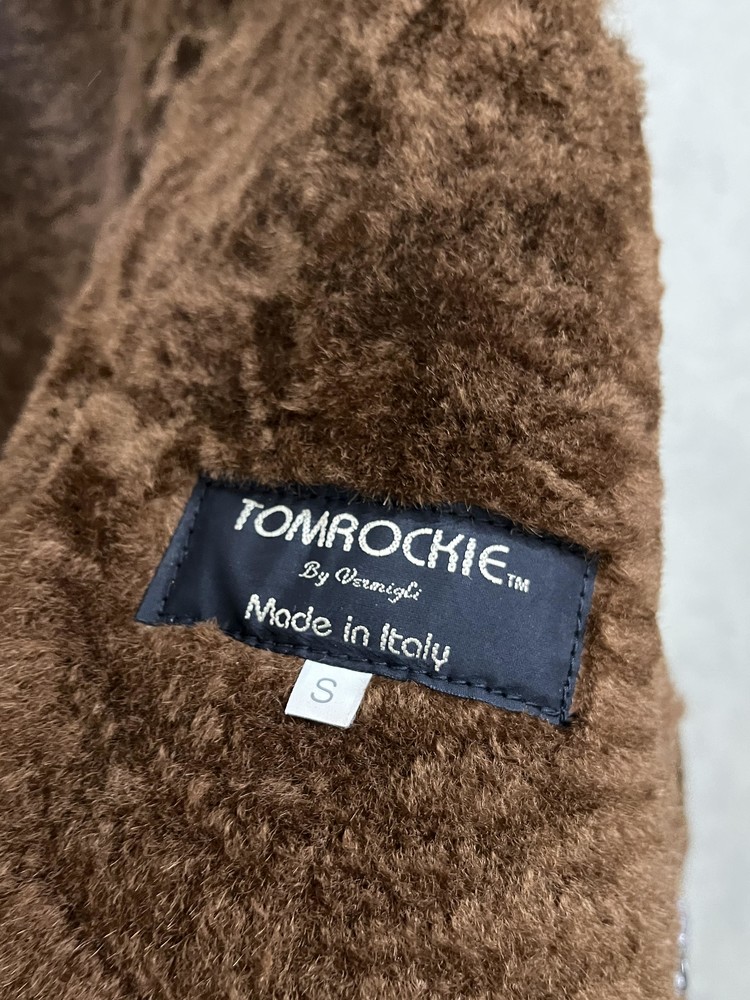 TOMROCKIE™
By Vermigli
Made in Italy
S